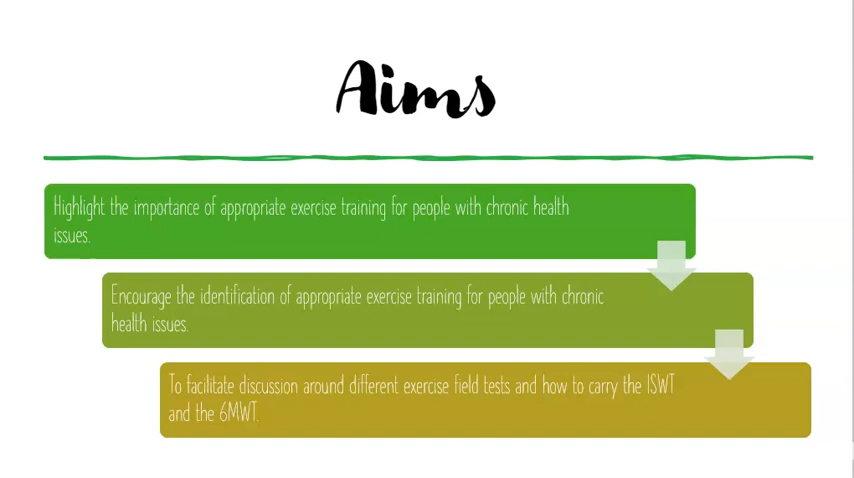 Aims
Highlight the importance of appropriate exercise training for people with chronic health
issues.
Encourage the identification of appropriate exercise training for people with chronic
health issues.
To facilitate discussion around different exercise field tests and how to carry the ISWT
and the 6MWT.